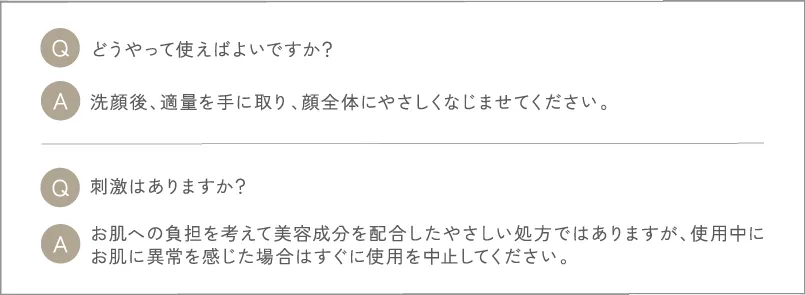 Q どうやって使えばよいですか？
A 洗顔後、適量を手に取り、顔全体にやさしくなじませてください。
Q 刺激はありますか？
A お肌への負担を考えて美容成分を配合したやさしい処方ではありますが、使用中に
お肌に異常を感じた場合はすぐに使用を中止してください。